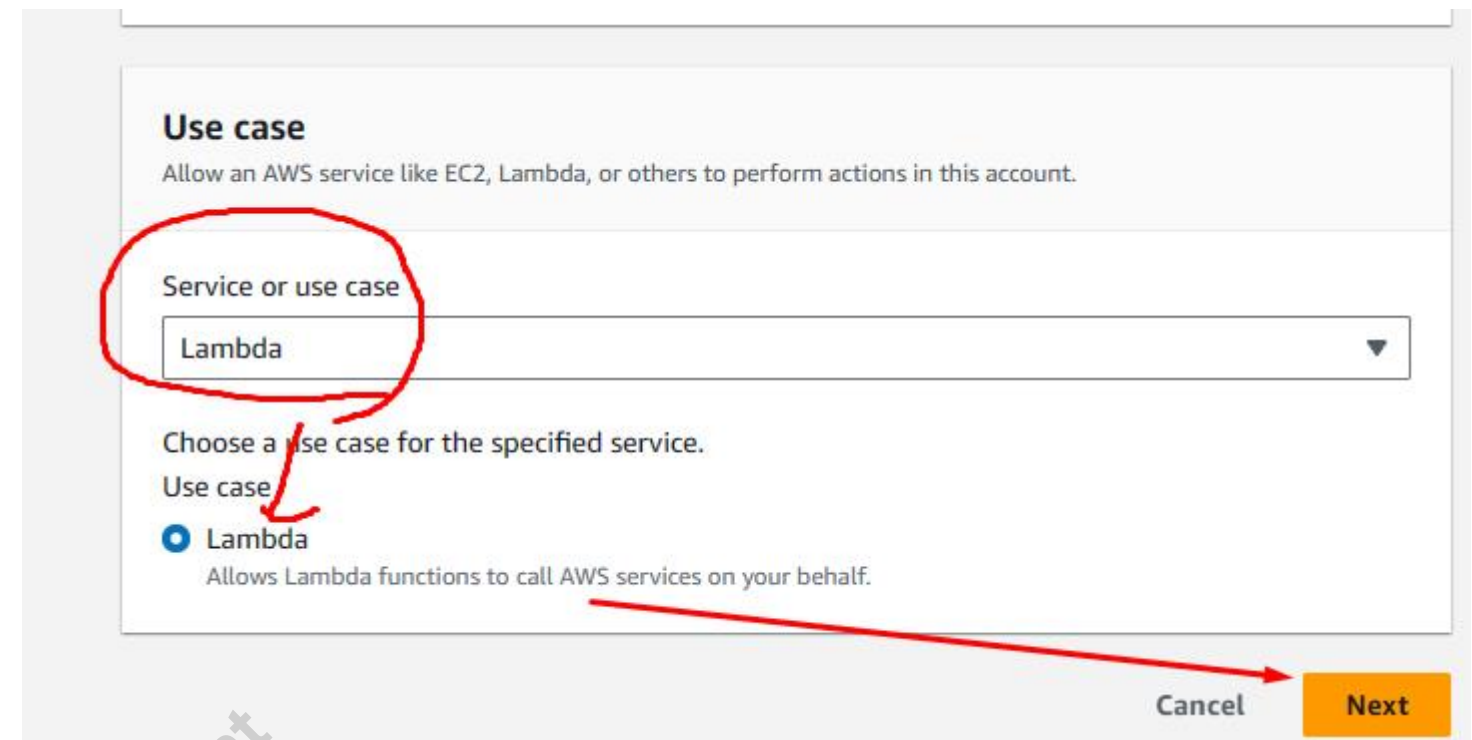 Use case
Allow an AWS service like EC2, Lambda, or others to perform actions in this account.
Service or use case
Lambda
Choose a use case for the specified service.
Use case
Lambda
Allows Lambda functions to call AWS services on your behalf.
Cancel
Next